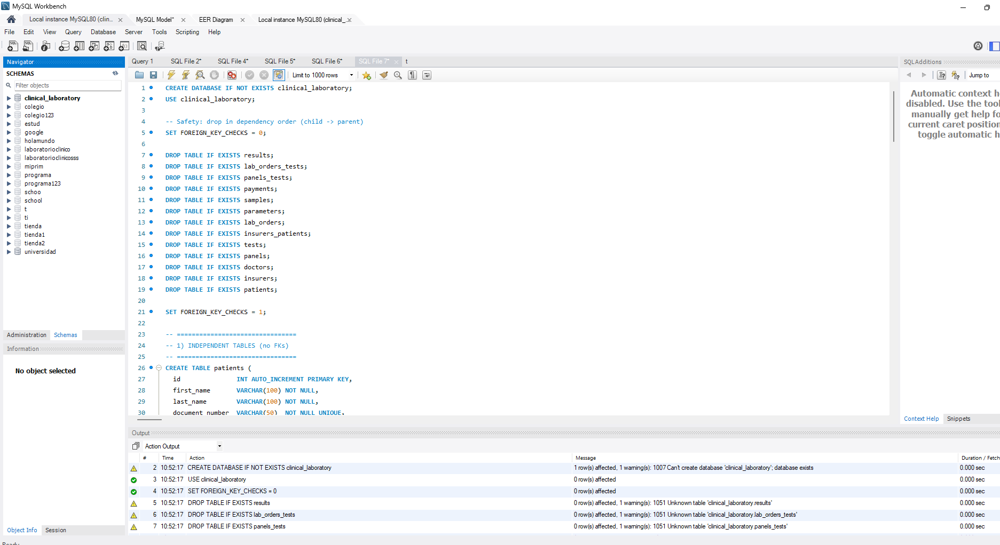 MySQL Workbench
Local instance MySQL80 (clin... MySQL Model* EER Diagram Local instance MySQL80 (clinical_...
File Edit View Query Database Server Tools Scripting Help
Navigator
SCHEMAS
Filter objects
clinical_laboratory
colegio
colegio123
estud
google
holamundo
laboratorioclinico
laboratorioclinicosss
miprim
programa
programa123
schoo
school
t
ti
tienda
tienda1
tienda2
universidad
Administration Schemas
Information
No object selected
Object Info Session
Query 1 SQL File 2* SQL File 4* SQL File 5* SQL File 6* SQL File 7* t
Limit to 1000 rows
1 CREATE DATABASE IF NOT EXISTS clinical_laboratory;
2 USE clinical_laboratory;
3
4 -- Safety: drop in dependency order (child -> parent)
5 SET FOREIGN_KEY_CHECKS = 0;
6
7 DROP TABLE IF EXISTS results;
8 DROP TABLE IF EXISTS lab_orders_tests;
9 DROP TABLE IF EXISTS panels_tests;
10 DROP TABLE IF EXISTS payments;
11 DROP TABLE IF EXISTS samples;
12 DROP TABLE IF EXISTS parameters;
13 DROP TABLE IF EXISTS lab_orders;
14 DROP TABLE IF EXISTS insurers_patients;
15 DROP TABLE IF EXISTS tests;
16 DROP TABLE IF EXISTS panels;
17 DROP TABLE IF EXISTS doctors;
18 DROP TABLE IF EXISTS insurers;
19 DROP TABLE IF EXISTS patients;
20
21 SET FOREIGN_KEY_CHECKS = 1;
22
23 -- ================================
24 -- 1) INDEPENDENT TABLES (no FKs)
25 -- ================================
26 CREATE TABLE patients (
27 id INT AUTO_INCREMENT PRIMARY KEY,
28 first_name VARCHAR(100) NOT NULL,
29 last_name VARCHAR(100) NOT NULL,
30 document_number VARCHAR(50) NOT NULL UNIQUE,
SQLAdditions
Jump to
Automatic context h
disabled. Use the tool
manually get help fo
current caret position
toggle automatic h
Context Help Snippets
Output
Action Output
# Time Action Message Duration / Fetch
2 10:52:17 CREATE DATABASE IF NOT EXISTS clinical_laboratory 1 row(s) affected, 1 warning(s): 1007 Can't create database 'clinical_laboratory'; database exists 0.000 sec
3 10:52:17 USE clinical_laboratory 0 row(s) affected 0.000 sec
4 10:52:17 SET FOREIGN_KEY_CHECKS = 0 0 row(s) affected 0.000 sec
5 10:52:17 DROP TABLE IF EXISTS results 0 row(s) affected, 1 warning(s): 1051 Unknown table 'clinical_laboratory.results' 0.000 sec
6 10:52:17 DROP TABLE IF EXISTS lab_orders_tests 0 row(s) affected, 1 warning(s): 1051 Unknown table 'clinical_laboratory.lab_orders_tests' 0.000 sec
7 10:52:17 DROP TABLE IF EXISTS panels_tests 0 row(s) affected, 1 warning(s): 1051 Unknown table 'clinical_laboratory.panels_tests' 0.000 sec
Ready